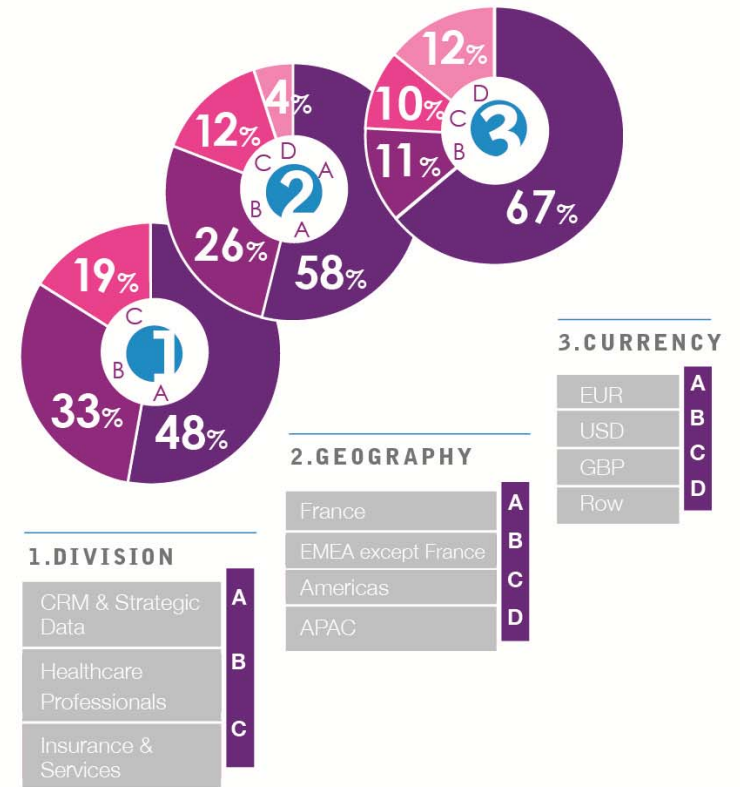 12%
D
10%
C
B
11%
3
67%
4%
12%
D
C
A
2
B
A
26%
58%
19%
C
1
B
A
33%
48%
3.CURRENCY
EUR A
USD B
GBP C
Row D
2.GEOGRAPHY
France A
EMEA except France B
Americas C
APAC D
1.DIVISION
CRM & Strategic A
Data
Healthcare B
Professionals
Insurance & C
Services